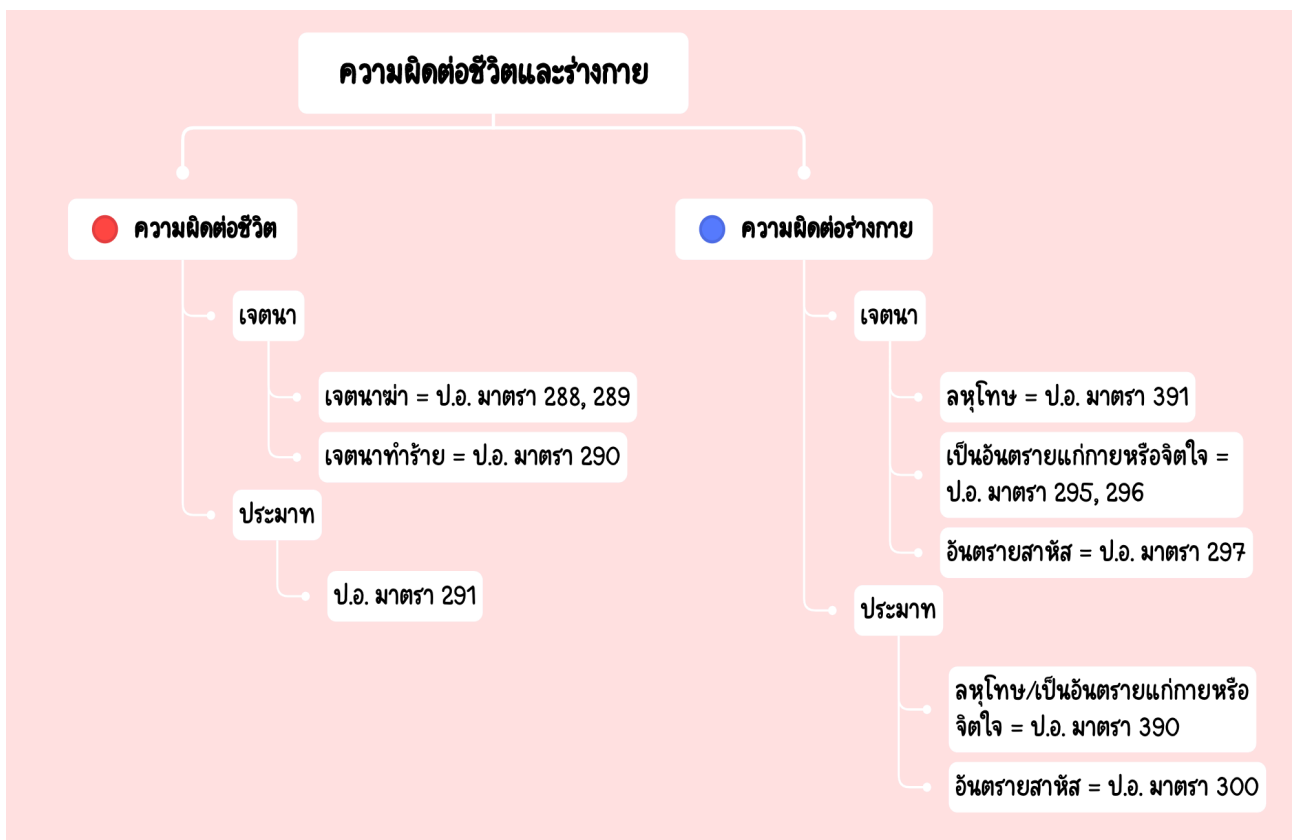 ความผิดต่อชีวิตและร่างกาย
ความผิดต่อชีวิต
เจตนา
เจตนาฆ่า = ป.อ. มาตรา 288, 289
เจตนาทำร้าย = ป.อ. มาตรา 290
ประมาท
ป.อ. มาตรา 291
ความผิดต่อร่างกาย
เจตนา
ลหุโทษ = ป.อ. มาตรา 391
เป็นอันตรายแก่กายหรือจิตใจ =
ป.อ. มาตรา 295, 296
อันตรายสาหัส = ป.อ. มาตรา 297
ประมาท
ลหุโทษ/เป็นอันตรายแก่กายหรือ
จิตใจ = ป.อ. มาตรา 390
อันตรายสาหัส = ป.อ. มาตรา 300